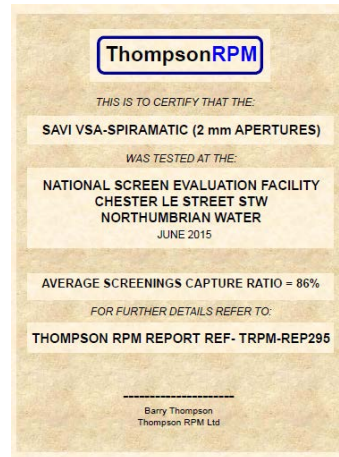 ThompsonRPM
THIS IS TO CERTIFY THAT THE:
SAVI VSA-SPIRAMATIC (2 mm APERTURES)
WAS TESTED AT THE:
NATIONAL SCREEN EVALUATION FACILITY
CHESTER LE STREET STW
NORTHUMBRIAN WATER
JUNE 2015
AVERAGE SCREENINGS CAPTURE RATIO = 86%
FOR FURTHER DETAILS REFER TO:
THOMPSON RPM REPORT REF- TRPM-REP295
Barry Thompson
Thompson RPM Ltd